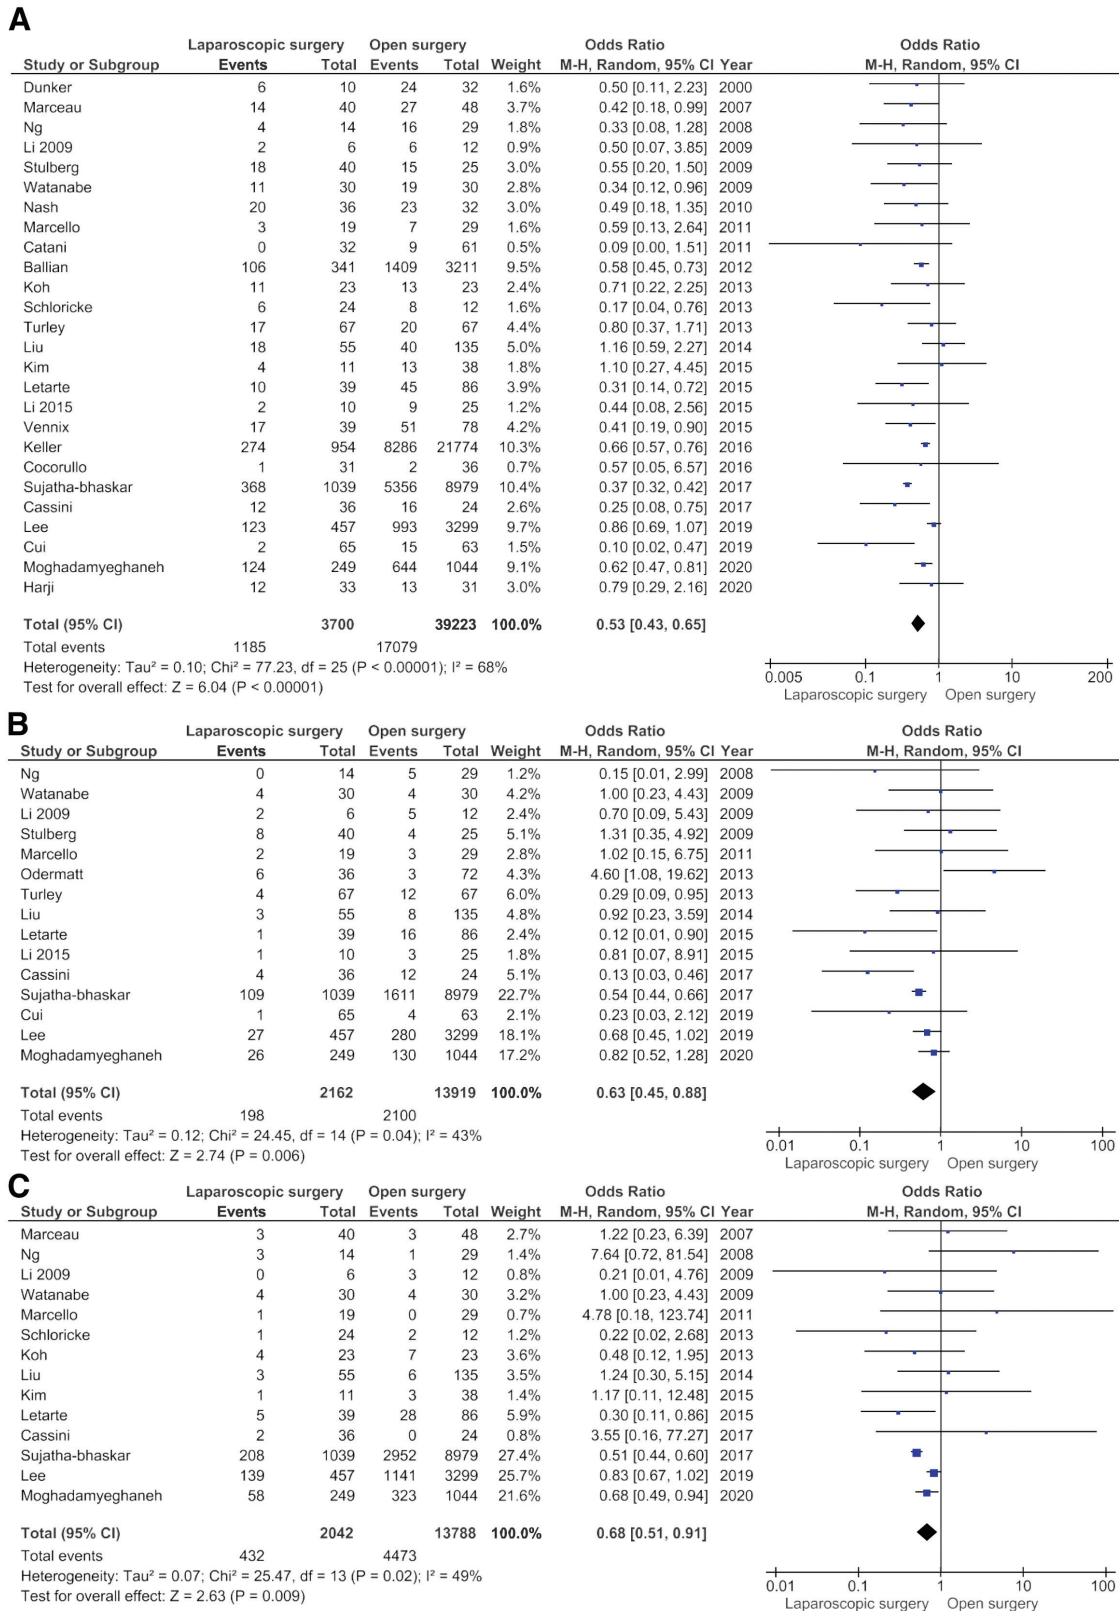 A
Laparoscopic surgery Open surgery Odds Ratio Odds Ratio
Study or Subgroup Events Total Events Total Weight M-H, Random, 95% CI Year M-H, Random, 95% CI
Dunker 6 10 24 32 1.6% 0.50 [0.11, 2.23] 2000
Marceau 14 40 27 48 3.7% 0.42 [0.18, 0.99] 2007
Ng 4 14 16 29 1.8% 0.33 [0.08, 1.28] 2008
Li 2009 2 6 6 12 0.9% 0.50 [0.07, 3.85] 2009
Stulberg 18 40 15 25 3.0% 0.55 [0.20, 1.50] 2009
Watanabe 11 30 19 30 2.8% 0.34 [0.12, 0.96] 2009
Nash 20 36 23 32 3.0% 0.49 [0.18, 1.35] 2010
Marcello 3 19 7 29 1.6% 0.59 [0.13, 2.64] 2011
Catani 0 32 9 61 0.5% 0.09 [0.00, 1.51] 2011
Ballian 106 341 1409 3211 9.5% 0.58 [0.45, 0.73] 2012
Koh 11 23 13 23 2.4% 0.71 [0.22, 2.25] 2013
Schloricke 6 24 8 12 1.6% 0.17 [0.04, 0.76] 2013
Turley 17 67 20 67 4.4% 0.80 [0.37, 1.71] 2013
Liu 18 55 40 135 5.0% 1.16 [0.59, 2.27] 2014
Kim 4 11 13 38 1.8% 1.10 [0.27, 4.45] 2015
Letarte 10 39 45 86 3.9% 0.31 [0.14, 0.72] 2015
Li 2015 2 10 9 25 1.2% 0.44 [0.08, 2.56] 2015
Vennix 17 39 51 78 4.2% 0.41 [0.19, 0.90] 2015
Keller 274 954 8286 21774 10.3% 0.66 [0.57, 0.76] 2016
Cocorullo 1 31 2 36 0.7% 0.57 [0.05, 6.57] 2016
Sujatha-bhaskar 368 1039 5356 8979 10.4% 0.37 [0.32, 0.42] 2017
Cassini 12 36 16 24 2.6% 0.25 [0.08, 0.75] 2017
Lee 123 457 993 3299 9.7% 0.86 [0.69, 1.07] 2019
Cui 2 65 15 63 1.5% 0.10 [0.02, 0.47] 2019
Moghadamyeghaneh 124 249 644 1044 9.1% 0.62 [0.47, 0.81] 2020
Harji 12 33 13 31 3.0% 0.79 [0.29, 2.16] 2020
Total (95% CI) 3700 39223 100.0% 0.53 [0.43, 0.65]
Total events 1185 17079
Heterogeneity: Tau² = 0.10; Chi² = 77.23, df = 25 (P < 0.00001); I² = 68%
Test for overall effect: Z = 6.04 (P < 0.00001)
0.005 0.1 1 10 200
Laparoscopic surgery Open surgery
B
Laparoscopic surgery Open surgery Odds Ratio Odds Ratio
Study or Subgroup Events Total Events Total Weight M-H, Random, 95% CI Year M-H, Random, 95% CI
Ng 0 14 5 29 1.2% 0.15 [0.01, 2.99] 2008
Watanabe 4 30 4 30 4.2% 1.00 [0.23, 4.43] 2009
Li 2009 2 6 5 12 2.4% 0.70 [0.09, 5.43] 2009
Stulberg 8 40 4 25 5.1% 1.31 [0.35, 4.92] 2009
Marcello 2 19 3 29 2.8% 1.02 [0.15, 6.75] 2011
Odermatt 6 36 3 72 4.3% 4.60 [1.08, 19.62] 2013
Turley 4 67 12 67 6.0% 0.29 [0.09, 0.95] 2013
Liu 3 55 8 135 4.8% 0.92 [0.23, 3.59] 2014
Letarte 1 39 16 86 2.4% 0.12 [0.01, 0.90] 2015
Li 2015 1 10 3 25 1.8% 0.81 [0.07, 8.91] 2015
Cassini 4 36 12 24 5.1% 0.13 [0.03, 0.46] 2017
Sujatha-bhaskar 109 1039 1611 8979 22.7% 0.54 [0.44, 0.66] 2017
Cui 1 65 4 63 2.1% 0.23 [0.03, 2.12] 2019
Lee 27 457 280 3299 18.1% 0.68 [0.45, 1.02] 2019
Moghadamyeghaneh 26 249 130 1044 17.2% 0.82 [0.52, 1.28] 2020
Total (95% CI) 2162 13919 100.0% 0.63 [0.45, 0.88]
Total events 198 2100
Heterogeneity: Tau² = 0.12; Chi² = 24.45, df = 14 (P = 0.04); I² = 43%
Test for overall effect: Z = 2.74 (P = 0.006)
0.01 0.1 1 10 100
Laparoscopic surgery Open surgery
C
Laparoscopic surgery Open surgery Odds Ratio Odds Ratio
Study or Subgroup Events Total Events Total Weight M-H, Random, 95% CI Year M-H, Random, 95% CI
Marceau 3 40 3 48 2.7% 1.22 [0.23, 6.39] 2007
Ng 3 14 1 29 1.4% 7.64 [0.72, 81.54] 2008
Li 2009 0 6 3 12 0.8% 0.21 [0.01, 4.76] 2009
Watanabe 4 30 4 30 3.2% 1.00 [0.23, 4.43] 2009
Marcello 1 19 0 29 0.7% 4.78 [0.18, 123.74] 2011
Schloricke 1 24 2 12 1.2% 0.22 [0.02, 2.68] 2013
Koh 4 23 7 23 3.6% 0.48 [0.12, 1.95] 2013
Liu 3 55 6 135 3.5% 1.24 [0.30, 5.15] 2014
Kim 1 11 3 38 1.4% 1.17 [0.11, 12.48] 2015
Letarte 5 39 28 86 5.9% 0.30 [0.11, 0.86] 2015
Cassini 2 36 0 24 0.8% 3.55 [0.16, 77.27] 2017
Sujatha-bhaskar 208 1039 2952 8979 27.4% 0.51 [0.44, 0.60] 2017
Lee 139 457 1141 3299 25.7% 0.83 [0.67, 1.02] 2019
Moghadamyeghaneh 58 249 323 1044 21.6% 0.68 [0.49, 0.94] 2020
Total (95% CI) 2042 13788 100.0% 0.68 [0.51, 0.91]
Total events 432 4473
Heterogeneity: Tau² = 0.07; Chi² = 25.47, df = 13 (P = 0.02); I² = 49%
Test for overall effect: Z = 2.63 (P = 0.009)
0.01 0.1 1 10 100
Laparoscopic surgery Open surgery